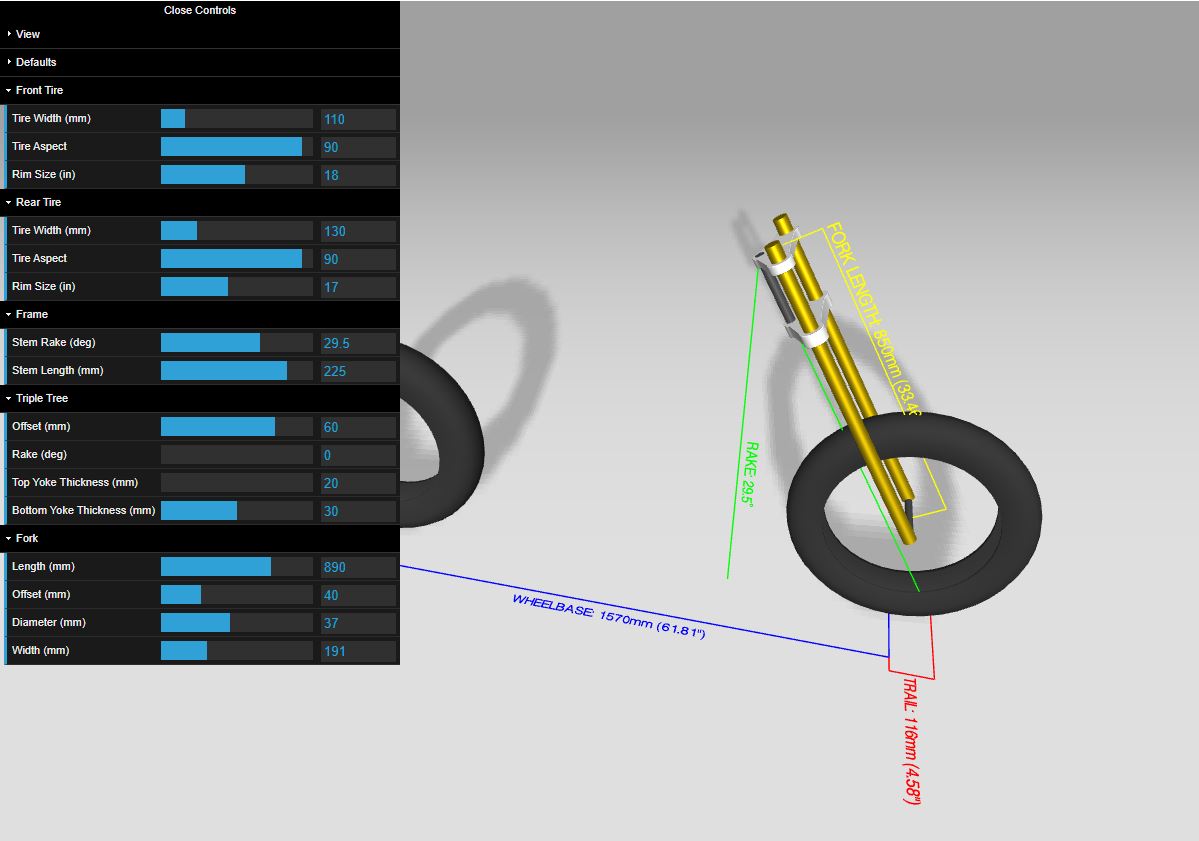 Close Controls
View
Defaults
Front Tire
Tire Width (mm) 110
Tire Aspect 90
Rim Size (in) 18
Rear Tire
Tire Width (mm) 130
Tire Aspect 90
Rim Size (in) 17
Frame
Stem Rake (deg) 29.5
Stem Length (mm) 225
Triple Tree
Offset (mm) 60
Rake (deg) 0
Top Yoke Thickness (mm) 20
Bottom Yoke Thickness (mm) 30
Fork
Length (mm) 890
Offset (mm) 40
Diameter (mm) 37
Width (mm) 191
FORK LENGTH: 850mm (33.4
RAKE: 29.5°
WHEELBASE: 1570mm (61.81")
TRAIL: 116mm (4.58")